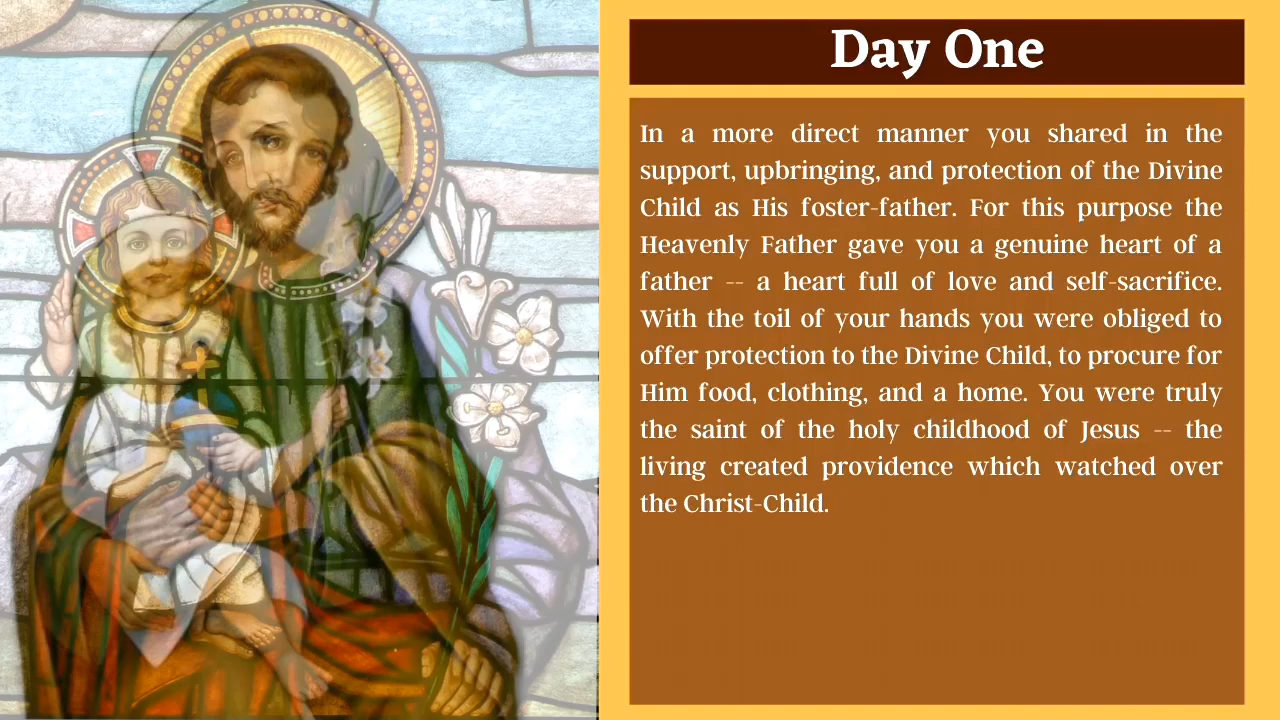 Day One
In a more direct manner you shared in the
support, upbringing, and protection of the Divine
Child as His foster-father. For this purpose the
Heavenly Father gave you a genuine heart of a
father -- a heart full of love and self-sacrifice.
With the toil of your hands you were obliged to
offer protection to the Divine Child, to procure for
Him food, clothing, and a home. You were truly
the saint of the holy childhood of Jesus -- the
living created providence which watched over
the Christ-Child.